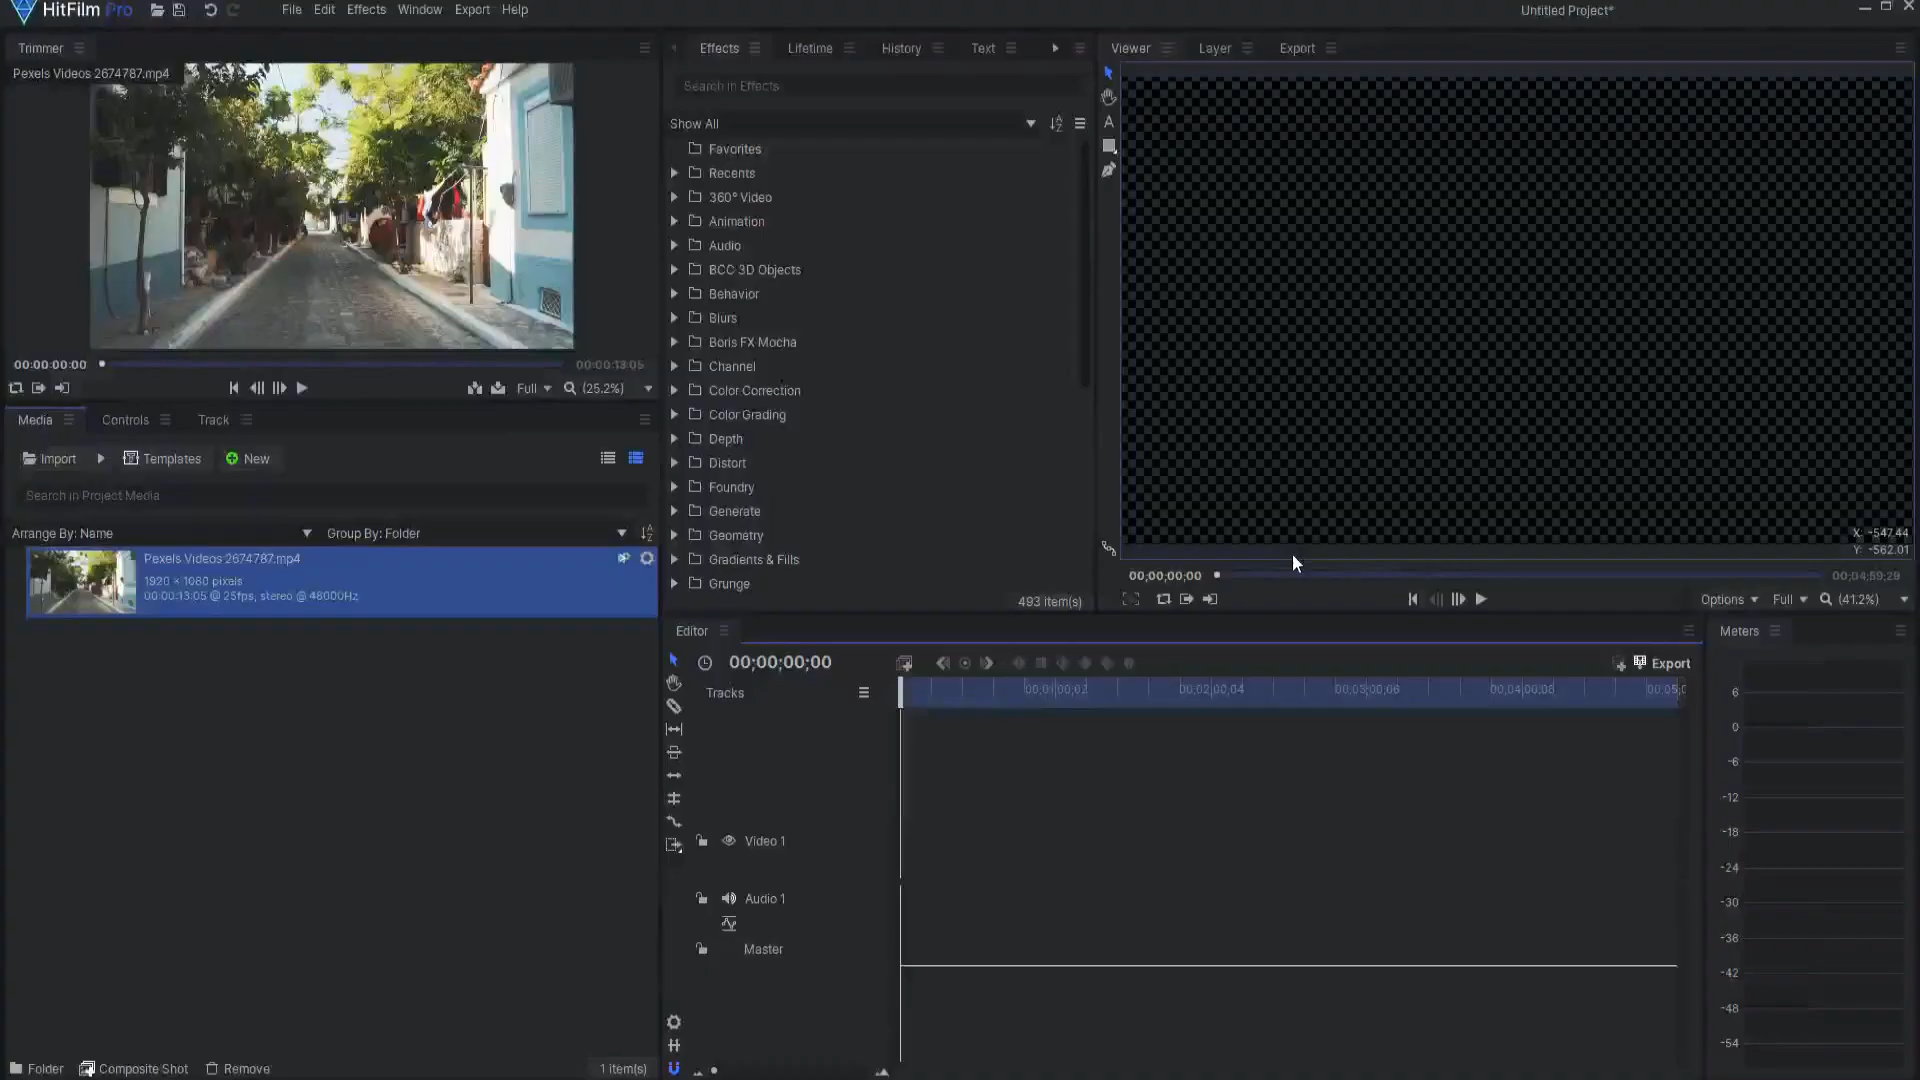 HitFilm Pro
File Edit Effects Window Export Help
Untitled Project*
Trimmer
Pexels Videos 2674787.mp4
00:00:00:00
00:00:13:05
Full
(25.2%)
Media Controls Track
Import Templates New
Search in Project Media
Arrange By: Name Group By: Folder
Pexels Videos 2674787.mp4
1920 × 1080 pixels
00:00:13:05 @ 25fps, stereo @ 48000Hz
Folder Composite Shot Remove 1 item(s)
Effects Lifetime History Text
Search in Effects
Show All
Favorites
Recents
360° Video
Animation
Audio
BCC 3D Objects
Behavior
Blurs
Boris FX Mocha
Channel
Color Correction
Color Grading
Depth
Distort
Foundry
Generate
Geometry
Gradients & Fills
Grunge
493 item(s)
Viewer Layer Export
X: -547.44
Y: -562.01
00;00;00;00
00;04;59;29
Options Full (41.2%)
Editor
00;00;00;00
Export
Tracks
00;01;00;02 00;02;00;04 00;03;00;06 00;04;00;08
Video 1
Audio 1
Master
Meters
6
0
-6
-12
-18
-24
-30
-36
-42
-48
-54